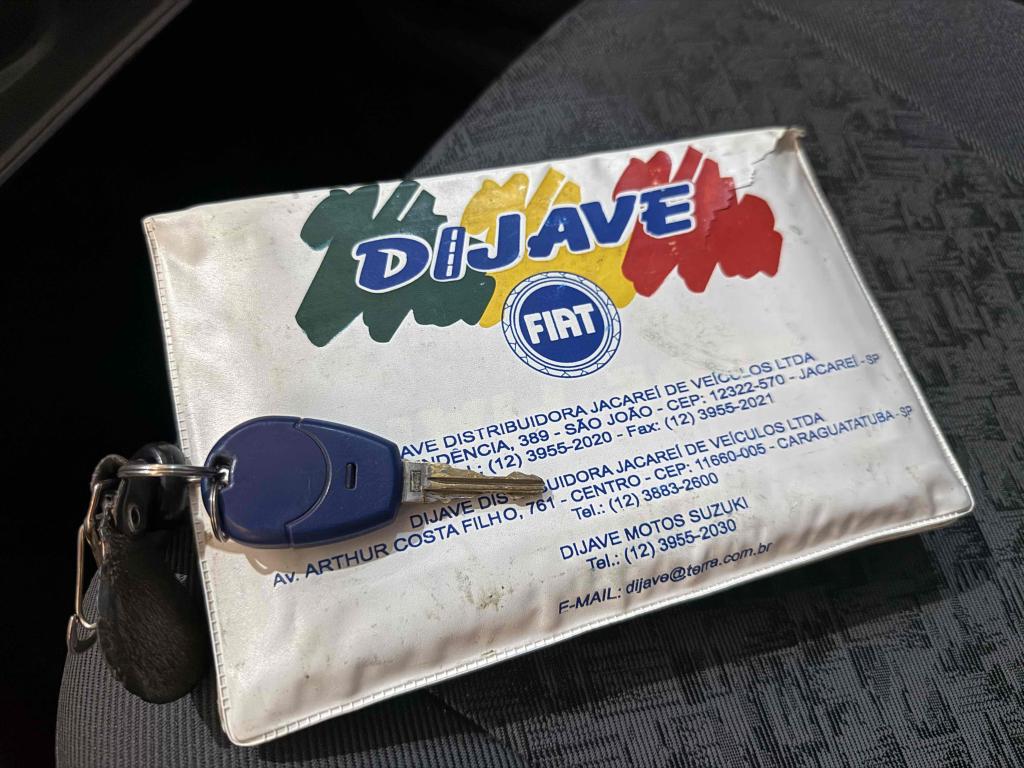 DIJAVE
FIAT
DISTRIBUIDORA JACAREÍ DE VEÍCULOS LTDA
389 - SÃO JOÃO - CEP: 12322-570 - JACAREÍ - SP
(12) 3955-2020 - Fax: (12) 3955-2021
DIJAVE JACAREÍ DE VEÍCULOS LTDA
AV. ARTHUR COSTA FILHO, 761 - CENTRO - CEP: 11660-005 - CARAGUATATUBA - SP
Tel.: (12) 3883-2600
DIJAVE MOTOS SUZUKI
Tel.: (12) 3955-2030
E-MAIL: dijave@terra.com.br